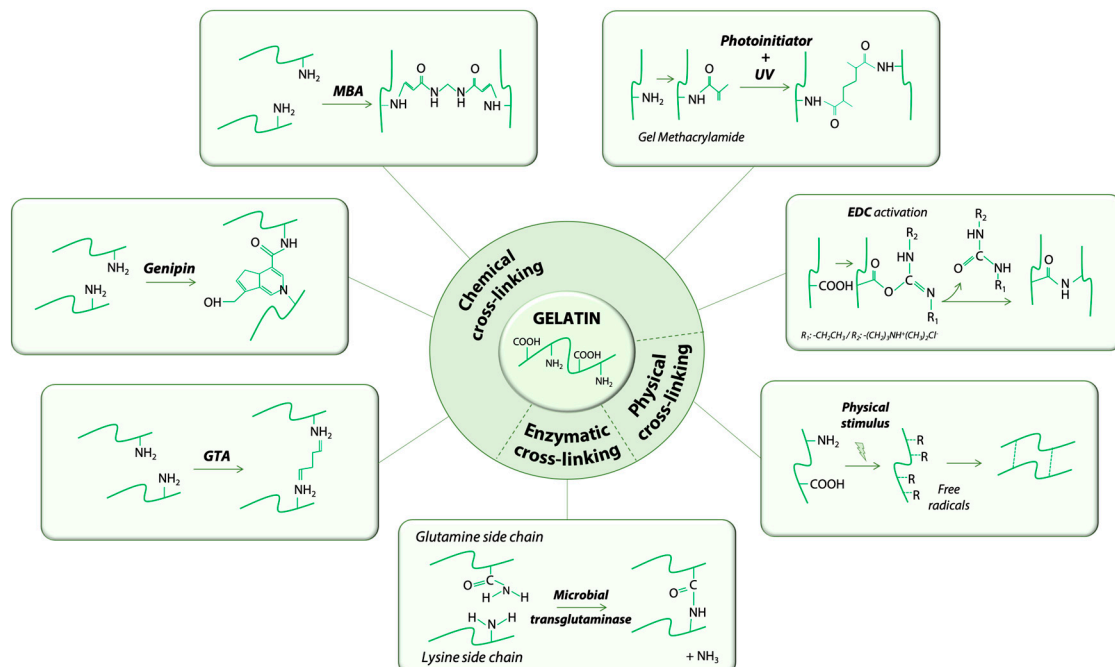 NH2
NH2
MBA
O
O
N
H
N
H
NH
NH
Photoinitiator
+
UV
NH2
O
NH
O
NH
NH
O
Gel Methacrylamide
NH2
NH2
Genipin
NH
O
N
HO
EDC activation
COOH
R2
HN
C
O
C
O
N
R1
R2
HN
C
O
NH
R1
O
N
H
R1:-CH2CH3 / R2:-(CH2)3NH+(CH3)2Cl-
Chemical
cross-linking
GELATIN
COOH
NH2
COOH
NH2
Physical
cross-linking
Enzymatic
cross-linking
NH2
NH2
GTA
NH2
NH2
Physical
stimulus
NH2
COOH
R
R
R
R
Free
radicals
Glutamine side chain
O
C
H
N
H
H
N
H
Lysine side chain
Microbial
transglutaminase
O
C
NH
+ NH3